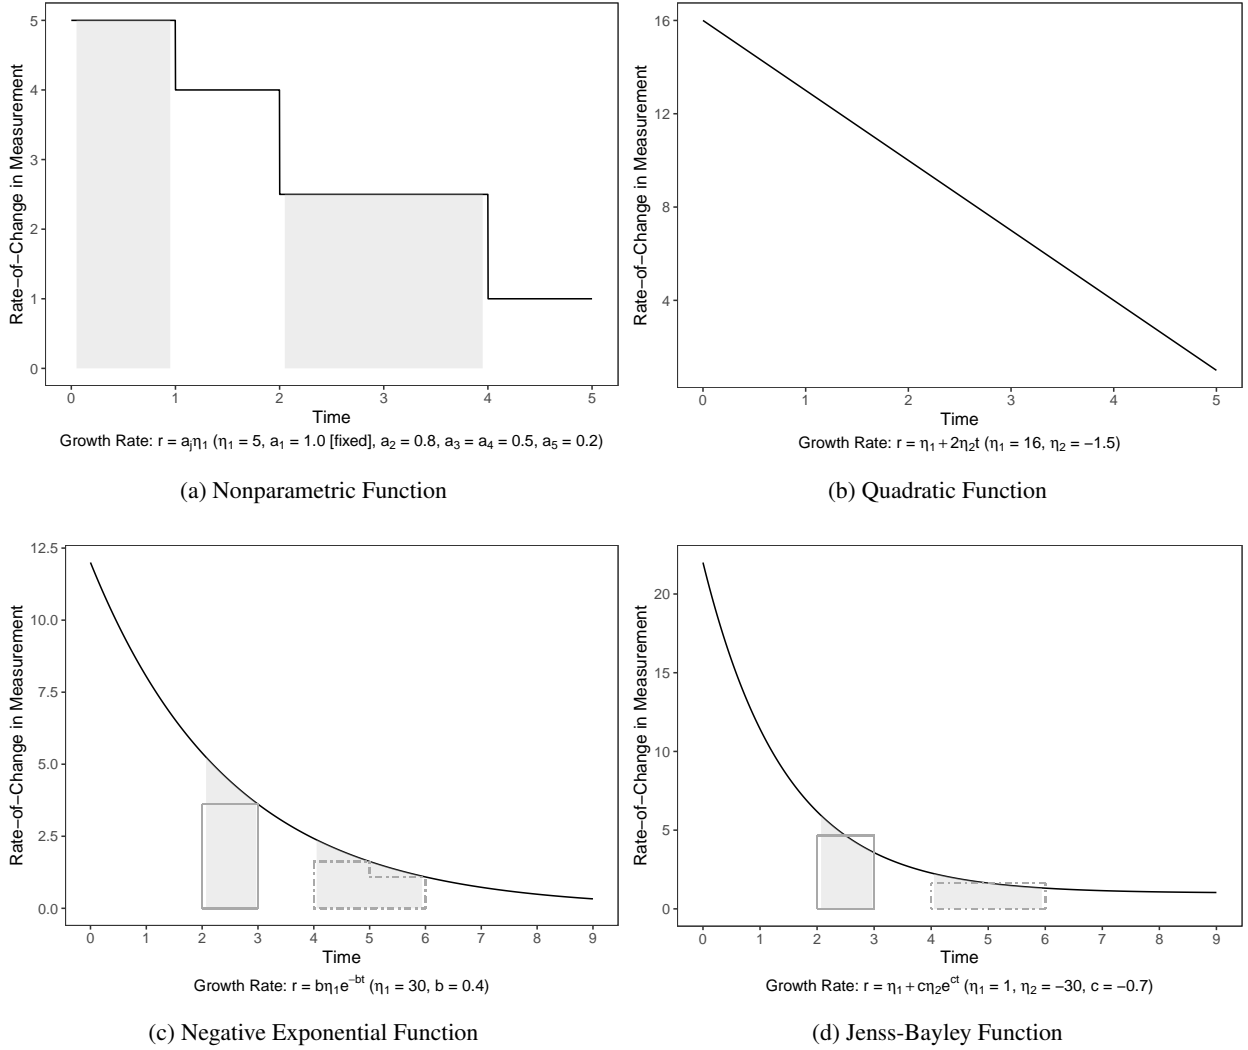 5
4
3
2
1
0
Rate−of−Change in Measurement
0 1 2 3 4 5
Time
Growth Rate: r = ajη1 (η1 = 5, a1 = 1.0 [fixed], a2 = 0.8, a3 = a4 = 0.5, a5 = 0.2)
(a) Nonparametric Function
16
12
8
4
Rate−of−Change in Measurement
0 1 2 3 4 5
Time
Growth Rate: r = η1 + 2η2t (η1 = 16, η2 = −1.5)
(b) Quadratic Function
12.5
10.0
7.5
5.0
2.5
0.0
Rate−of−Change in Measurement
0 1 2 3 4 5 6 7 8 9
Time
Growth Rate: r = bη1e−bt (η1 = 30, b = 0.4)
(c) Negative Exponential Function
20
15
10
5
0
Rate−of−Change in Measurement
0 1 2 3 4 5 6 7 8 9
Time
Growth Rate: r = η1 + cη2ect (η1 = 1, η2 = −30, c = −0.7)
(d) Jenss-Bayley Function